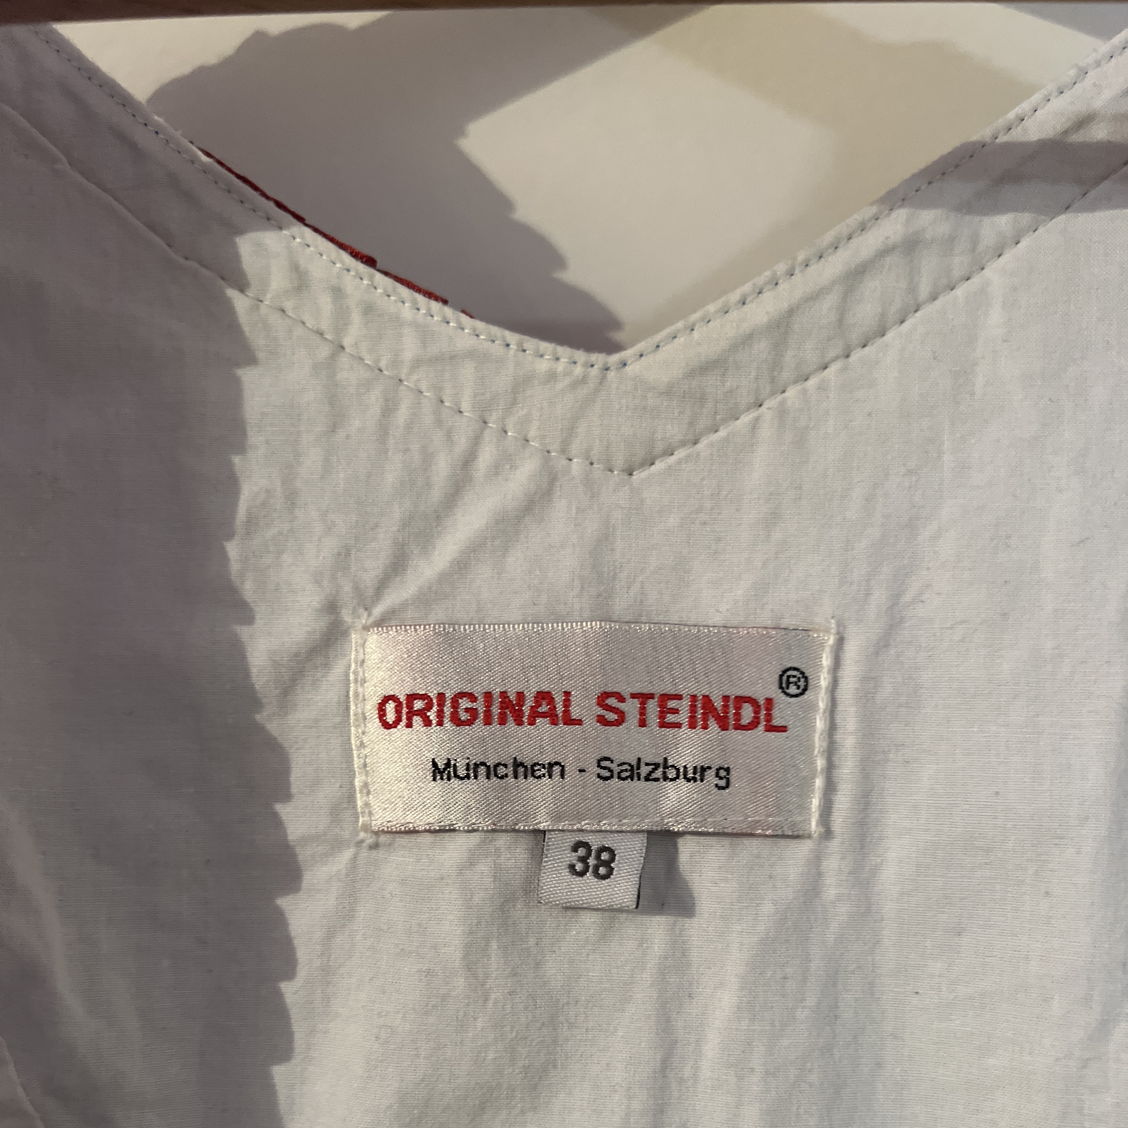 ORIGINAL STEINDL®
München - Salzburg
38